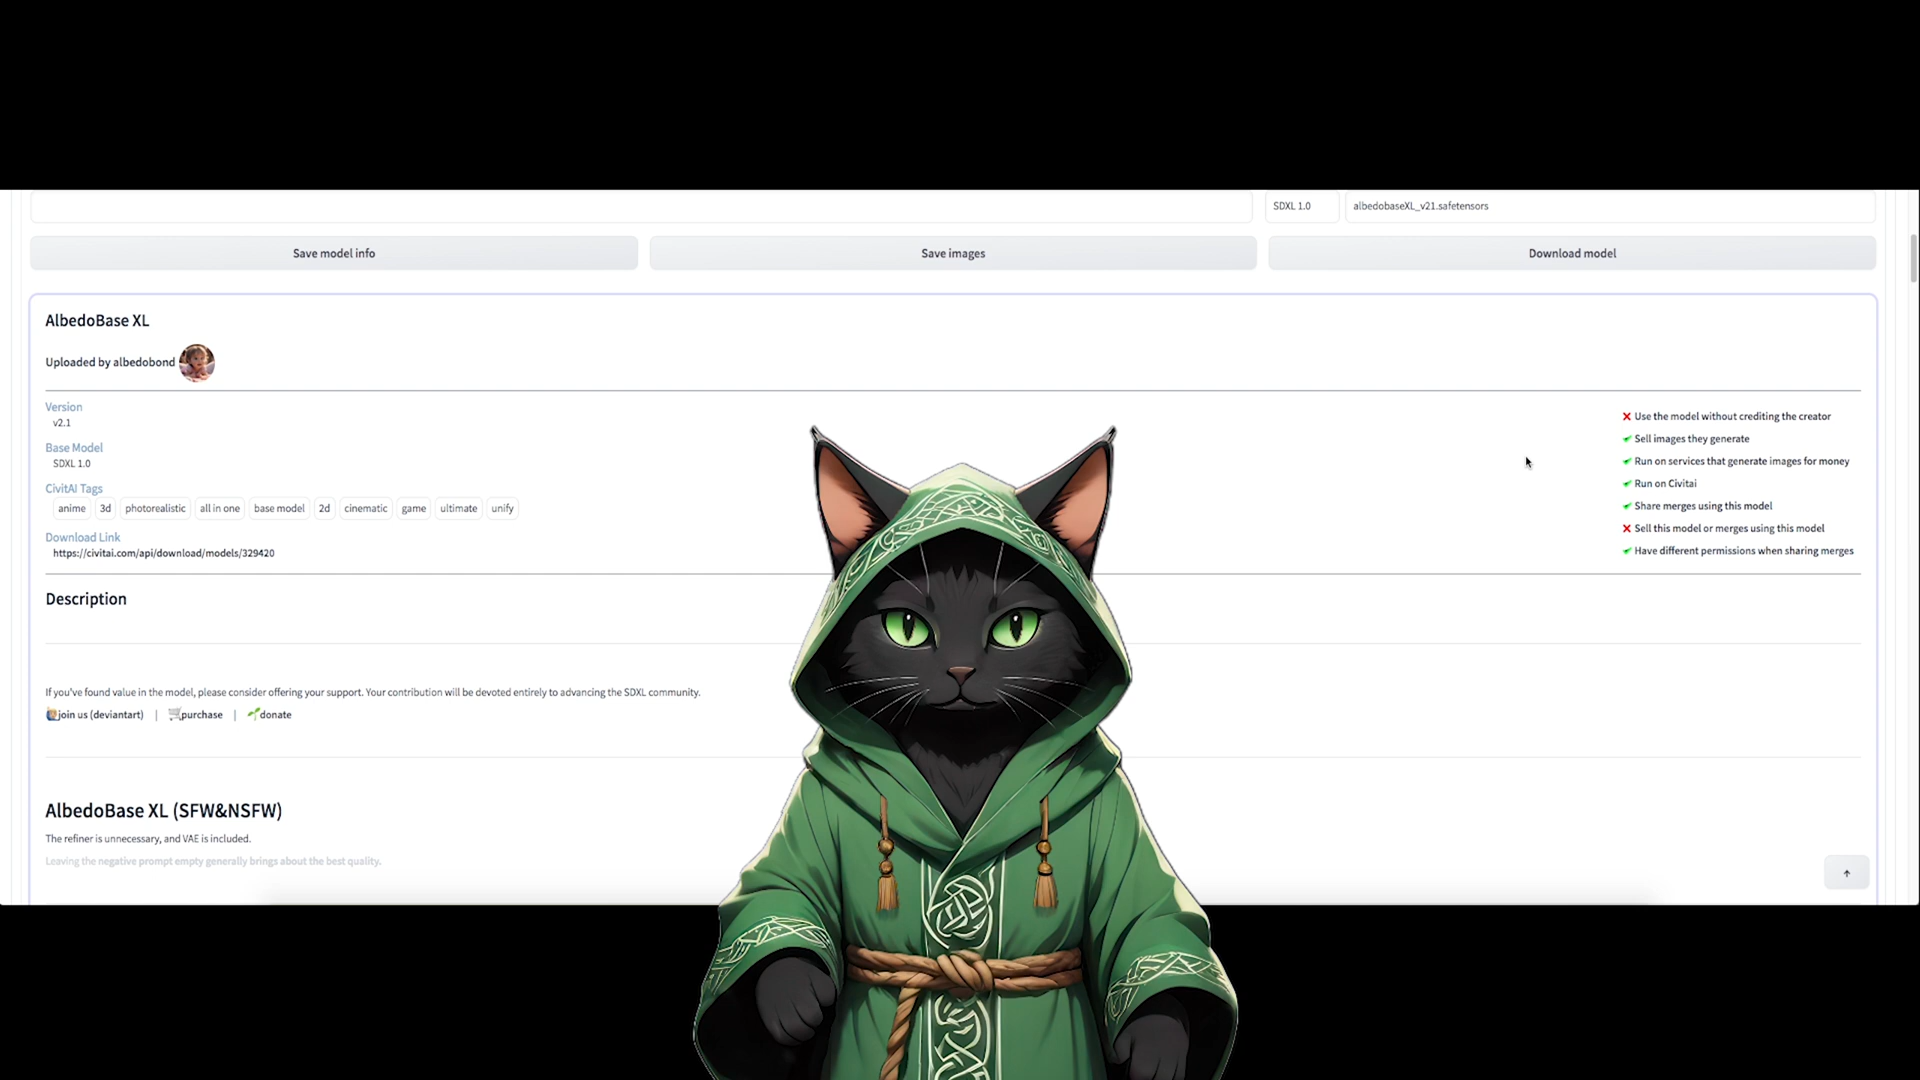 SDXL 1.0
albedobaseXL_v21.safetensors
Save model info
Save images
Download model
AlbedoBase XL
Uploaded by albedobond
Version
v2.1
Base Model
SDXL 1.0
CivitAI Tags
anime 3d photorealistic all in one base model 2d cinematic game ultimate unify
Download Link
https://civitai.com/api/download/models/329420
Use the model without crediting the creator
Sell images they generate
Run on services that generate images for money
Run on Civitai
Share merges using this model
Sell this model or merges using this model
Have different permissions when sharing merges
Description
If you've found value in the model, please consider offering your support. Your contribution will be devoted entirely to advancing the SDXL community.
join us (deviantart) | purchase | donate
AlbedoBase XL (SFW&NSFW)
The refiner is unnecessary, and VAE is included.
Leaving the negative prompt empty generally brings about the best quality.